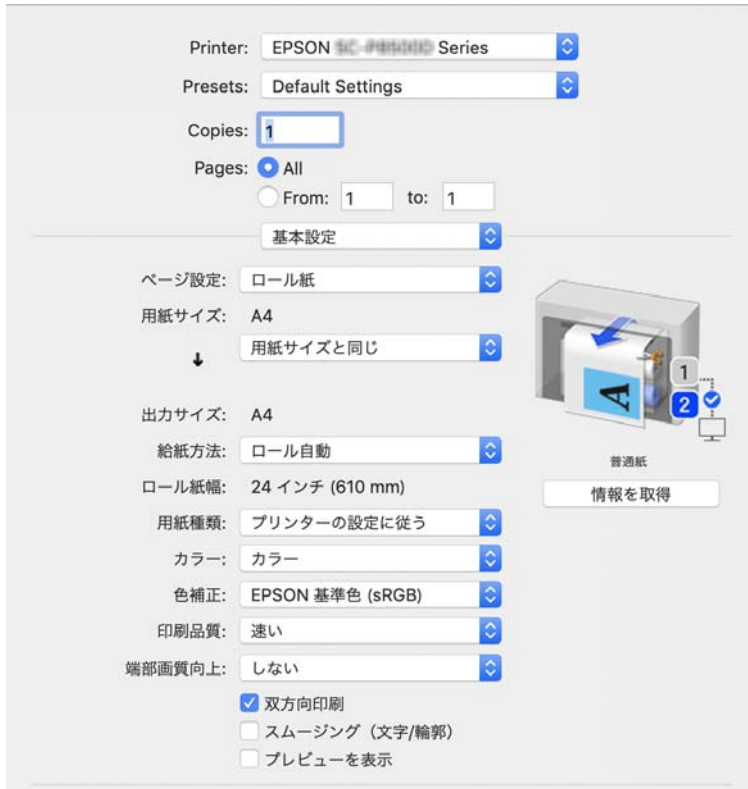 Printer: EPSON Series
Presets: Default Settings
Copies: 1
Pages: All
From: 1 to: 1
基本設定
ページ設定: ロール紙
用紙サイズ: A4
用紙サイズと同じ
出力サイズ: A4
給紙方法: ロール自動
ロール紙幅: 24 インチ (610 mm)
用紙種類: プリンターの設定に従う
カラー: カラー
色補正: EPSON 基準色 (sRGB)
印刷品質: 速い
端部画質向上: しない
双方向印刷
スムージング（文字/輪郭）
プレビューを表示
A
1
2
普通紙
情報を取得